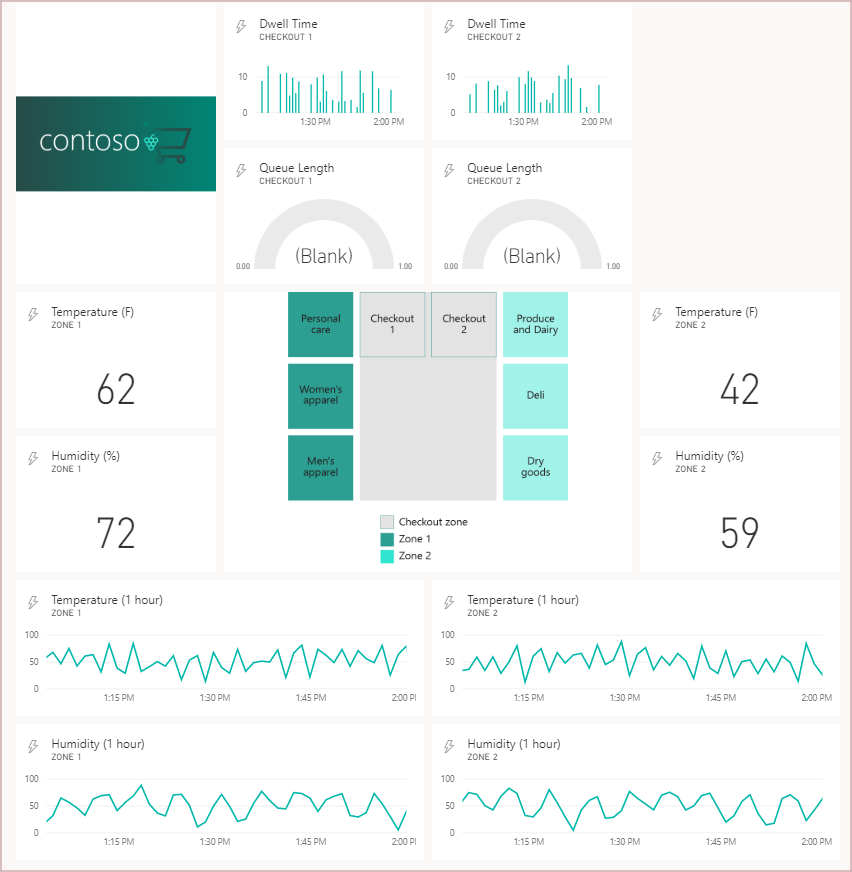 Dwell Time
CHECKOUT 1
10
0
1:30 PM
2:00 PM
Dwell Time
CHECKOUT 2
10
0
1:30 PM
2:00 PM
contoso
Queue Length
CHECKOUT 1
(Blank)
0.00
1.00
Queue Length
CHECKOUT 2
(Blank)
0.00
1.00
Temperature (F)
ZONE 1
62
Humidity (%)
ZONE 1
72
Personal
care
Checkout
1
Checkout
2
Produce
and Dairy
Women's
apparel
Deli
Men's
apparel
Dry
goods
Checkout zone
Zone 1
Zone 2
Temperature (F)
ZONE 2
42
Humidity (%)
ZONE 2
59
Temperature (1 hour)
ZONE 1
100
50
0
1:15 PM
1:30 PM
1:45 PM
2:00 P
Temperature (1 hour)
ZONE 2
100
50
0
1:15 PM
1:30 PM
1:45 PM
2:00 PM
Humidity (1 hour)
ZONE 1
100
50
0
1:15 PM
1:30 PM
1:45 PM
2:00 P
Humidity (1 hour)
ZONE 2
100
50
0
1:15 PM
1:30 PM
1:45 PM
2:00 PM